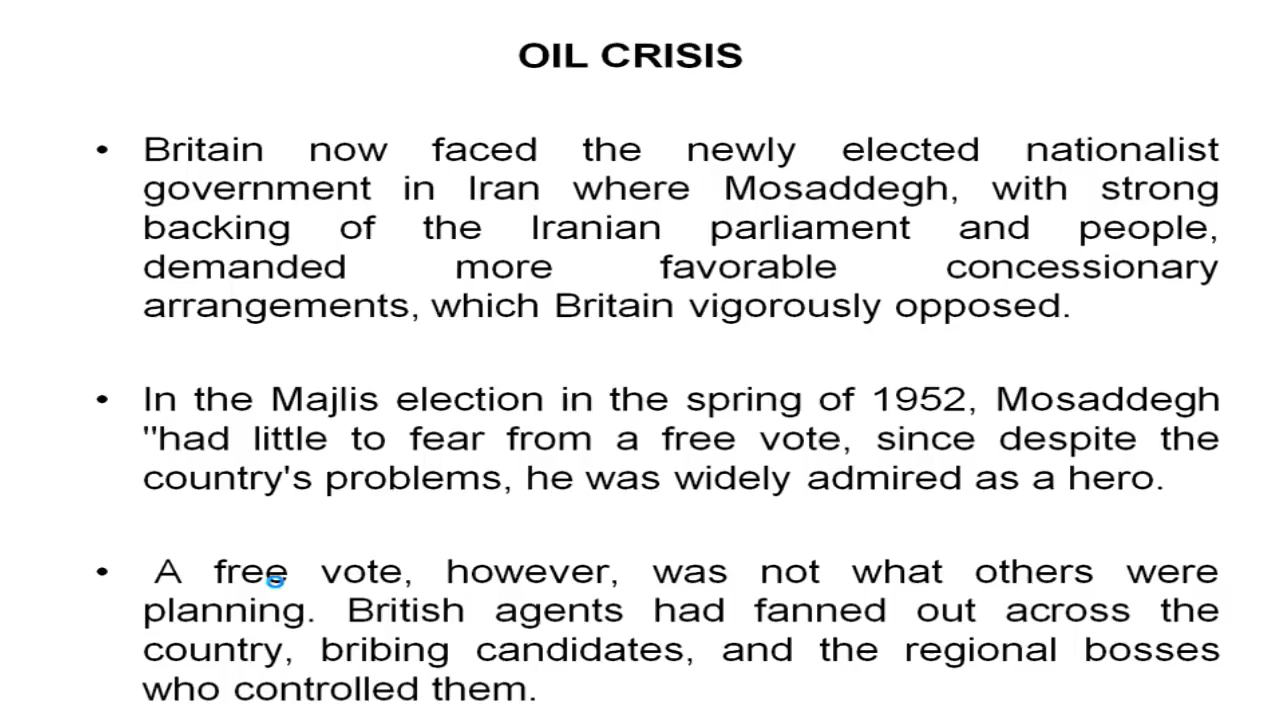 OIL CRISIS
• Britain now faced the newly elected nationalist
government in Iran where Mosaddegh, with strong
backing of the Iranian parliament and people,
demanded more favorable concessionary
arrangements, which Britain vigorously opposed.
• In the Majlis election in the spring of 1952, Mosaddegh
"had little to fear from a free vote, since despite the
country's problems, he was widely admired as a hero.
• A free vote, however, was not what others were
planning. British agents had fanned out across the
country, bribing candidates, and the regional bosses
who controlled them.